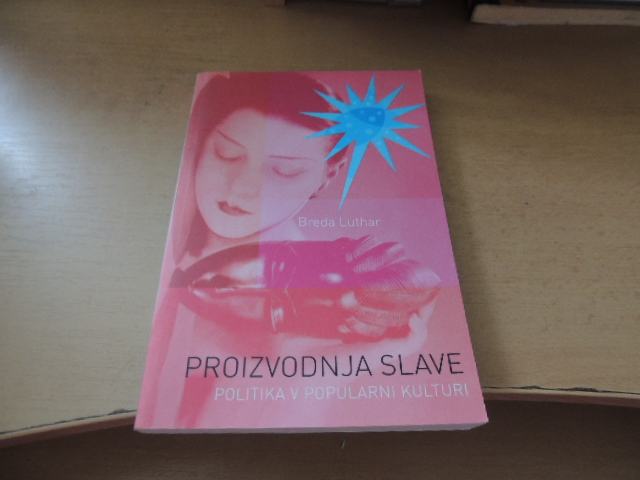 Breda Luthar
PROIZVODNJA SLAVE
POLITIKA V POPULARNI KULTURI